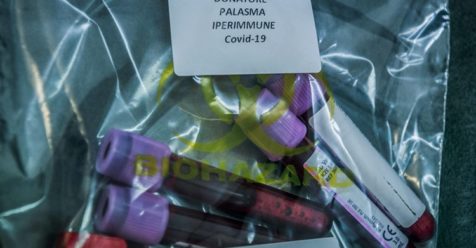 DONATORE
PALASMA
IPERIMMUNE
Covid-19
BIOHAZARD